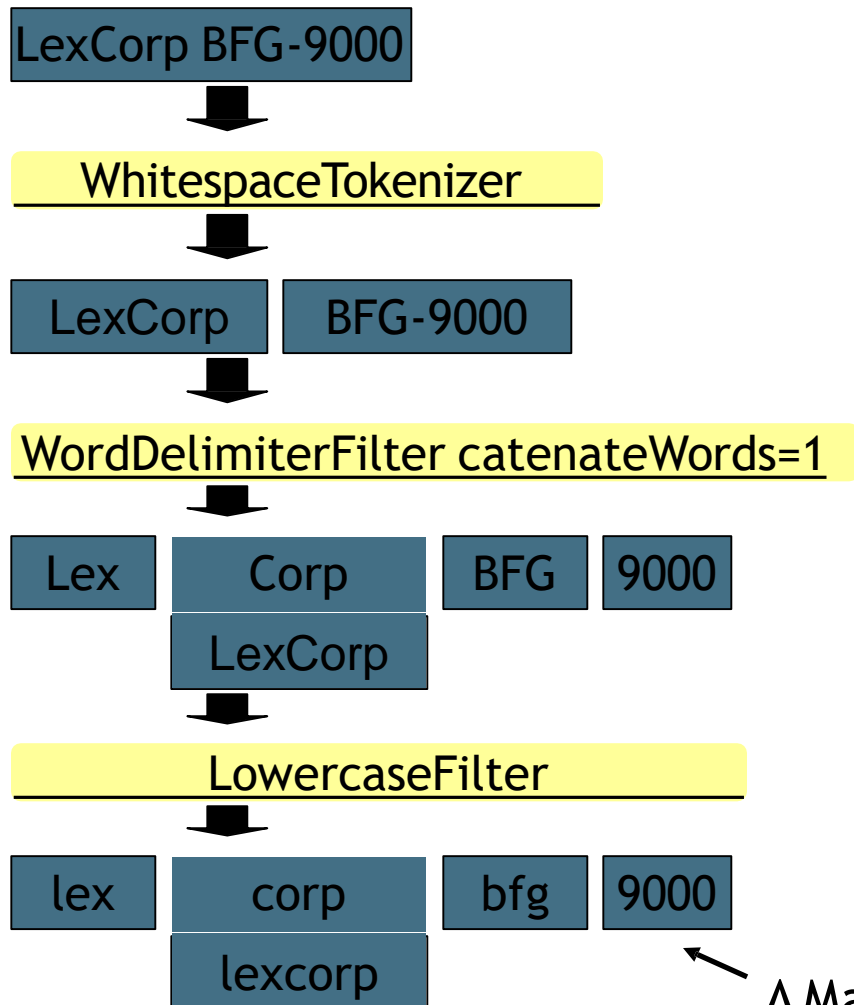 LexCorp BFG-9000
WhitespaceTokenizer
LexCorp BFG-9000
WordDelimiterFilter catenateWords=1
Lex Corp BFG 9000
LexCorp
LowercaseFilter
lex corp bfg 9000
lexcorp
A